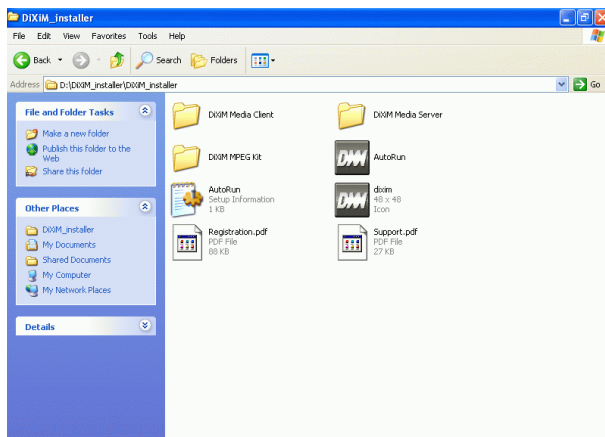 DiXiM_installer
File Edit View Favorites Tools Help
Back Search Folders
Address D:\DiXiM_installer\DiXiM_installer Go
File and Folder Tasks
Make a new folder
Publish this folder to the
Web
Share this folder
Other Places
DiXiM_installer
My Documents
Shared Documents
My Computer
My Network Places
Details
DiXiM Media Client
DiXiM Media Server
DiXiM MPEG Kit
AutoRun
AutoRun
Setup Information
1 KB
dixim
48 x 48
Icon
Registration.pdf
PDF File
88 KB
Support.pdf
PDF File
27 KB